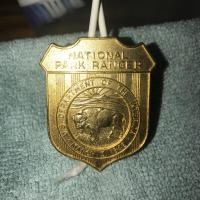 NATIONAL
PARK RANGER
DEPARTMENT OF THE INTERIOR